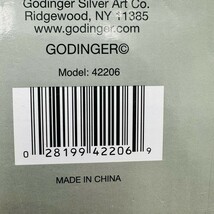 Godinger Silver Art Co.
Ridgewood, NY 11385
www.godinger.com
GODINGER©
Model: 42206
0 28199 42206 9
MADE IN CHINA